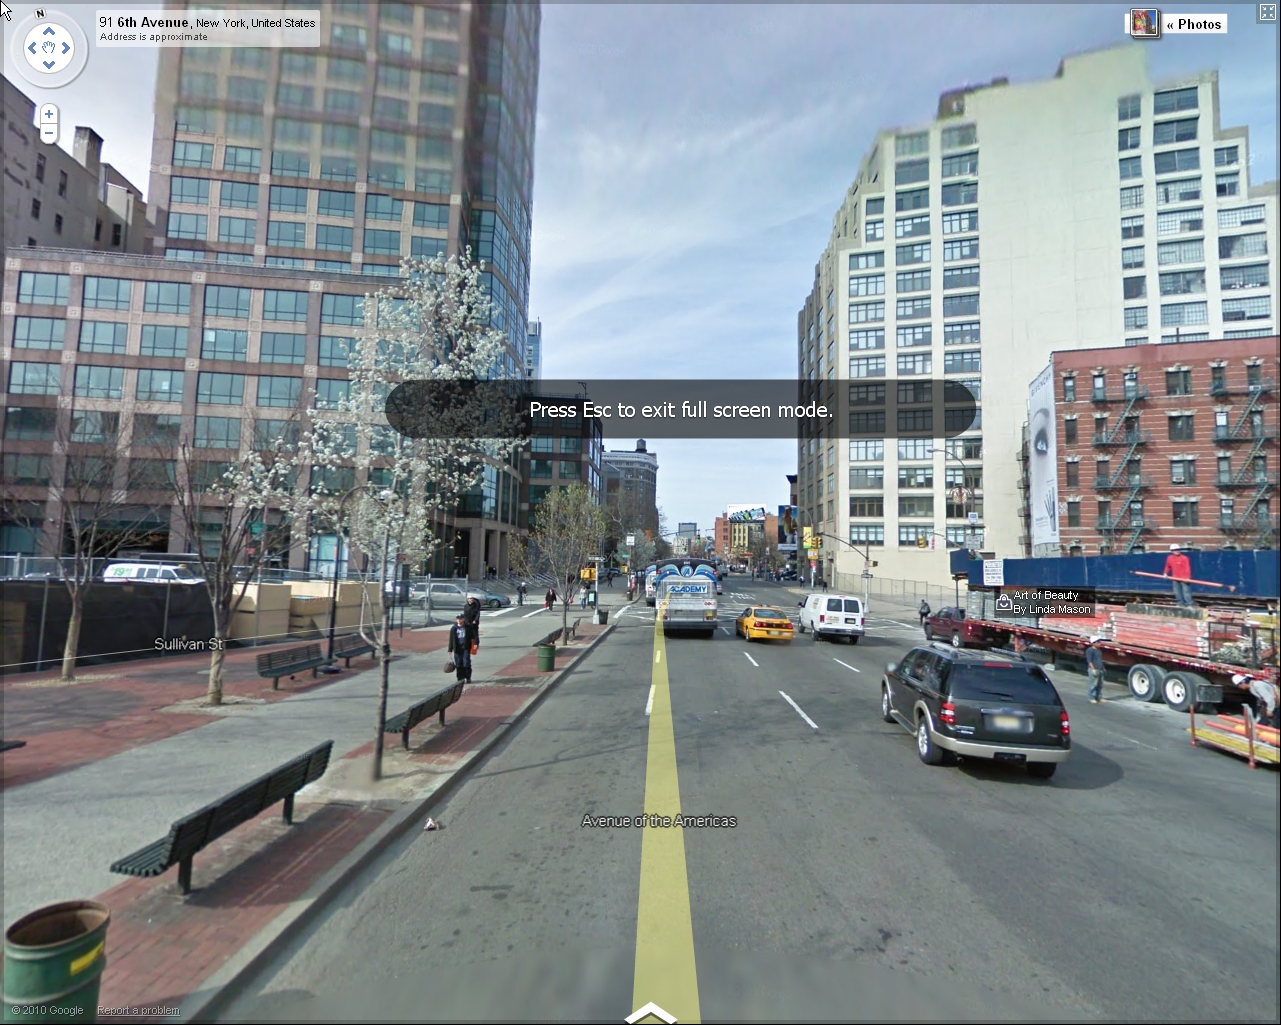 N
91 6th Avenue, New York, United States
Address is approximate
« Photos
Press Esc to exit full screen mode.
GIVENCHY
ACADEMY
Art of Beauty
By Linda Mason
Sullivan St
Avenue of the Americas
© 2010 Google
Report a problem